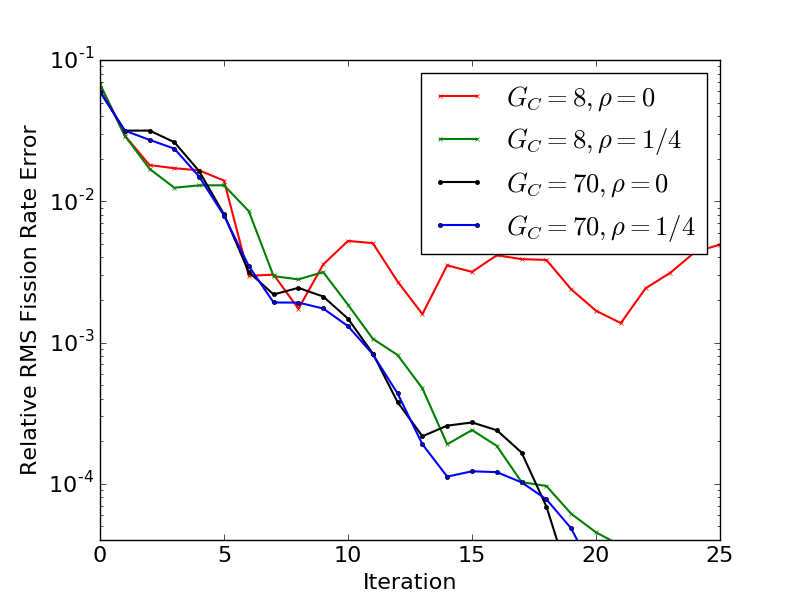 10^-1
10^-2
10^-3
10^-4
Relative RMS Fission Rate Error
G_C = 8, ρ = 0
G_C = 8, ρ = 1/4
G_C = 70, ρ = 0
G_C = 70, ρ = 1/4
0 5 10 15 20 25
Iteration